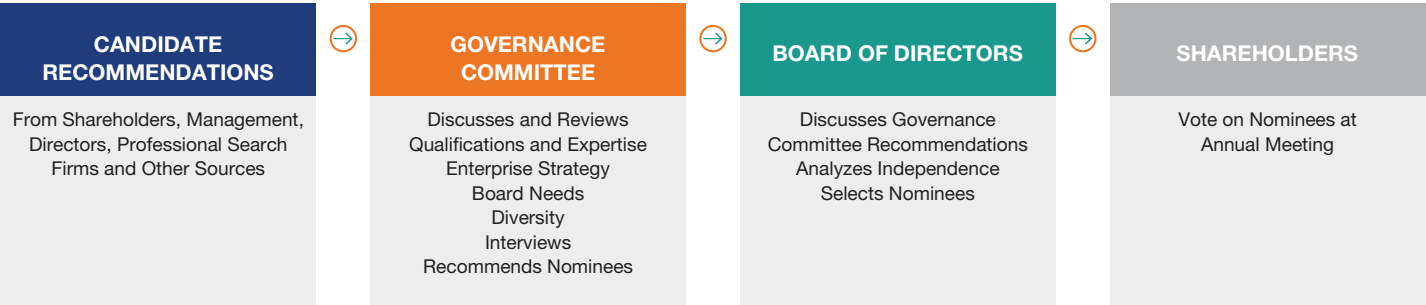 CANDIDATE
RECOMMENDATIONS
From Shareholders, Management,
Directors, Professional Search
Firms and Other Sources
GOVERNANCE
COMMITTEE
Discusses and Reviews
Qualifications and Expertise
Enterprise Strategy
Board Needs
Diversity
Interviews
Recommends Nominees
BOARD OF DIRECTORS
Discusses Governance
Committee Recommendations
Analyzes Independence
Selects Nominees
SHAREHOLDERS
Vote on Nominees at
Annual Meeting